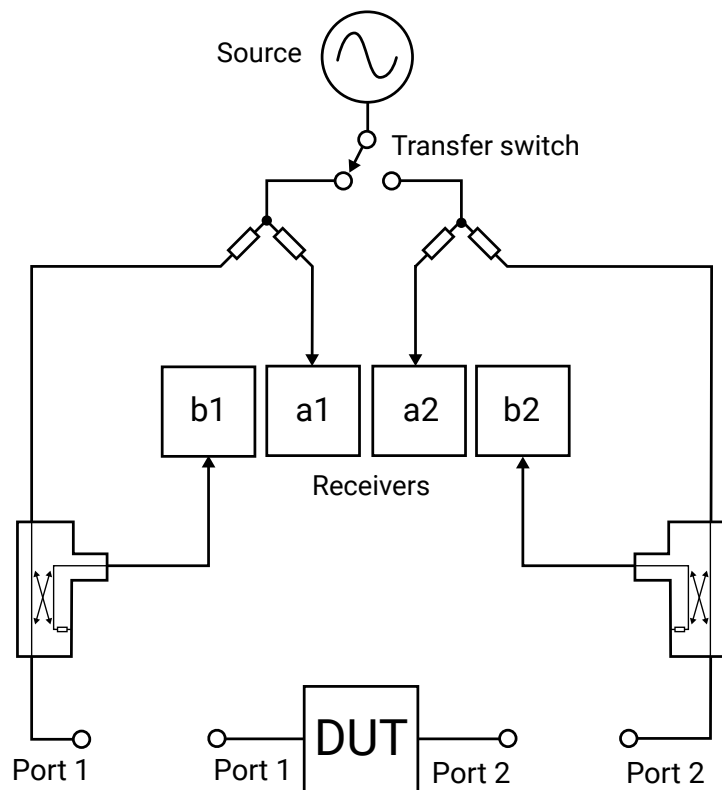 Source
Transfer switch
b1
a1
a2
b2
Receivers
DUT
Port 1
Port 1
Port 2
Port 2